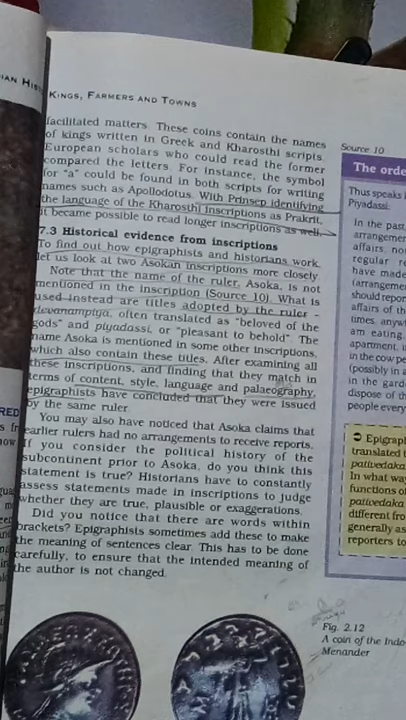 IAN HIS
KINGS, FARMERS AND TOWNS
facilitated matters. These coins contain the names
of kings written in Greek and Kharosthi scripts.
European scholars who could read the former
compared the letters. For instance, the symbol
for "a" could be found in both scripts for writing
names such as Apollodotus. With Prinsep identifying
the language of the Kharosthi inscriptions as Prakrit,
it became possible to read longer inscriptions as well.
7.3 Historical evidence from inscriptions
To find out how epigraphists and historians work,
let us look at two Asokan inscriptions more closely.
Note that the name of the ruler, Asoka, is not
mentioned in the inscription (Source 10). What is
used instead are titles adopted by the ruler –
devanampiya, often translated as "beloved of the
gods" and piyadassi, or "pleasant to behold". The
name Asoka is mentioned in some other inscriptions,
which also contain these titles. After examining all
these inscriptions, and finding that they match in
terms of content, style, language and palaeography,
epigraphists have concluded that they were issued
by the same ruler.
You may also have noticed that Asoka claims that
earlier rulers had no arrangements to receive reports.
If you consider the political history of the
subcontinent prior to Asoka, do you think this
statement is true? Historians have to constantly
assess statements made in inscriptions to judge
whether they are true, plausible or exaggerations.
Did you notice that there are words within
brackets? Epigraphists sometimes add these to make
the meaning of sentences clear. This has to be done
carefully, to ensure that the intended meaning of
the author is not changed.
Source 10
The orde
Thus speaks
Piyadassi:
In the past,
arrangemer
affairs, no
regular re
have made
(arrangemer
should repor
affairs of th
times, anyw
am eating,
apartment, i
in the cow pe
(possibly in a
in the gard
dispose of th
people every
Epigraph
translated t
pativedaka
In what way
functions of
pativedaka
different fro
generally as
reporters to
Fig. 2.12
A coin of the Indo
Menander